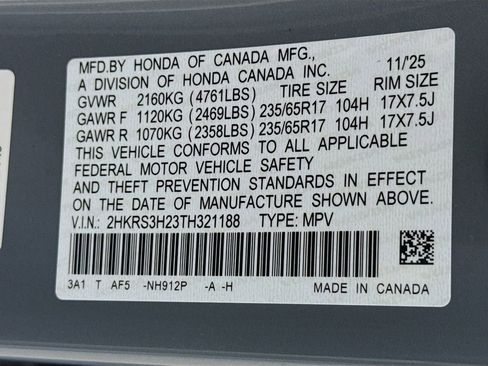 MFD.BY HONDA OF CANADA MFG., 11/'25
A DIVISION OF HONDA CANADA INC.
GVWR 2160KG (4761LBS) TIRE SIZE RIM SIZE
GAWR F 1120KG (2469LBS) 235/65R17 104H 17X7.5J
GAWR R 1070KG (2358LBS) 235/65R17 104H 17X7.5J
THIS VEHICLE CONFORMS TO ALL APPLICABLE
FEDERAL MOTOR VEHICLE SAFETY
AND THEFT PREVENTION STANDARDS IN EFFECT
ON THE DATE OF MANUFACTURE SHOWN ABOVE.
V.I.N.: 2HKRS3H23TH321188 TYPE: MPV
3A1 T AF5 -NH912P -A -H MADE IN CANADA